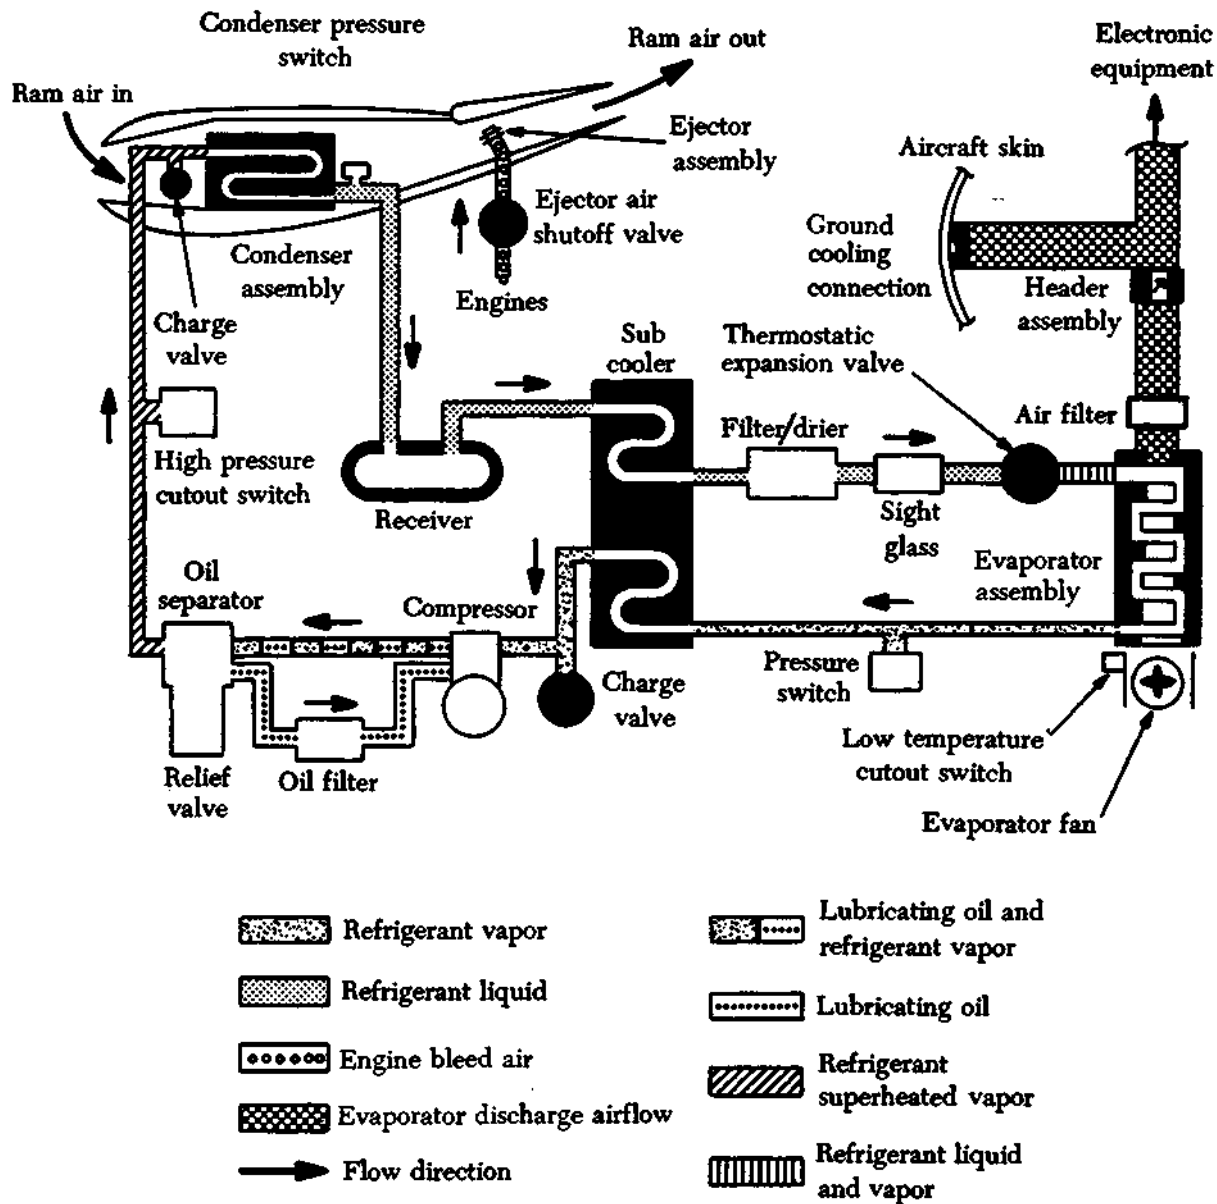 Condenser pressure
switch
Ram air out
Electronic
equipment
Ram air in
Ejector
assembly
Aircraft skin
Ejector air
shutoff valve
Ground
cooling
connection
Condenser
assembly
Engines
Header
assembly
Charge
valve
Sub
cooler
Thermostatic
expansion valve
Air filter
Filter/drier
High pressure
cutout switch
Receiver
Sight
glass
Evaporator
assembly
Oil
separator
Compressor
Pressure
switch
Charge
valve
Low temperature
cutout switch
Relief
valve
Oil filter
Evaporator fan
Refrigerant vapor
Refrigerant liquid
Engine bleed air
Evaporator discharge airflow
Flow direction
Lubricating oil and
refrigerant vapor
Lubricating oil
Refrigerant
superheated vapor
Refrigerant liquid
and vapor